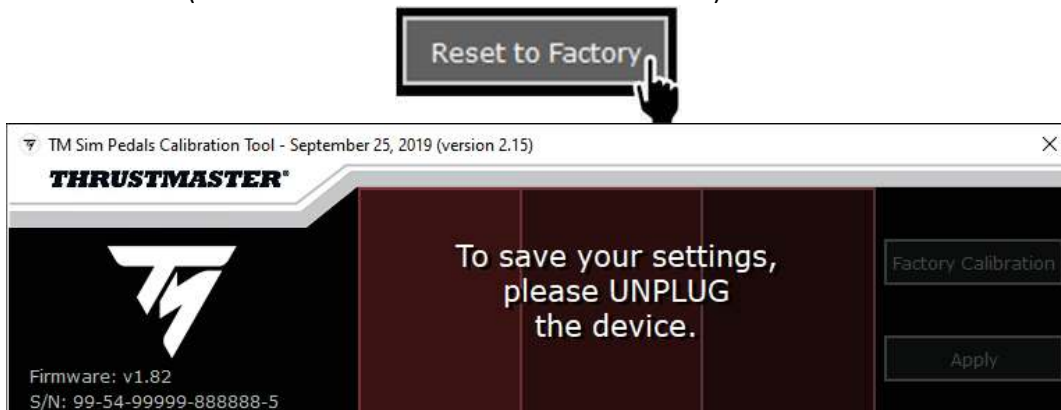 Reset to Factory
TM Sim Pedals Calibration Tool - September 25, 2019 (version 2.15)
THRUSTMASTER®
To save your settings,
please UNPLUG
the device.
Factory Calibration
Apply
Firmware: v1.82
S/N: 99-54-99999-888888-5